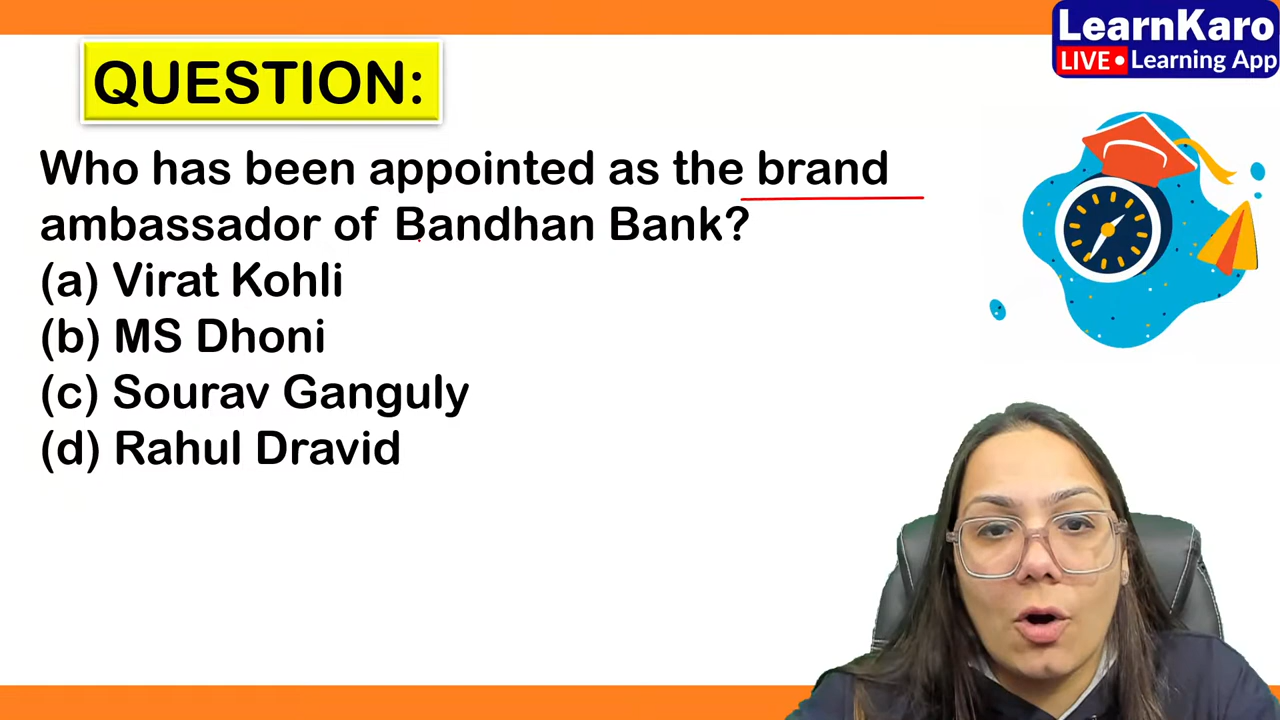 LearnKaro
LIVE • Learning App
QUESTION:
Who has been appointed as the brand
ambassador of Bandhan Bank?
(a) Virat Kohli
(b) MS Dhoni
(c) Sourav Ganguly
(d) Rahul Dravid